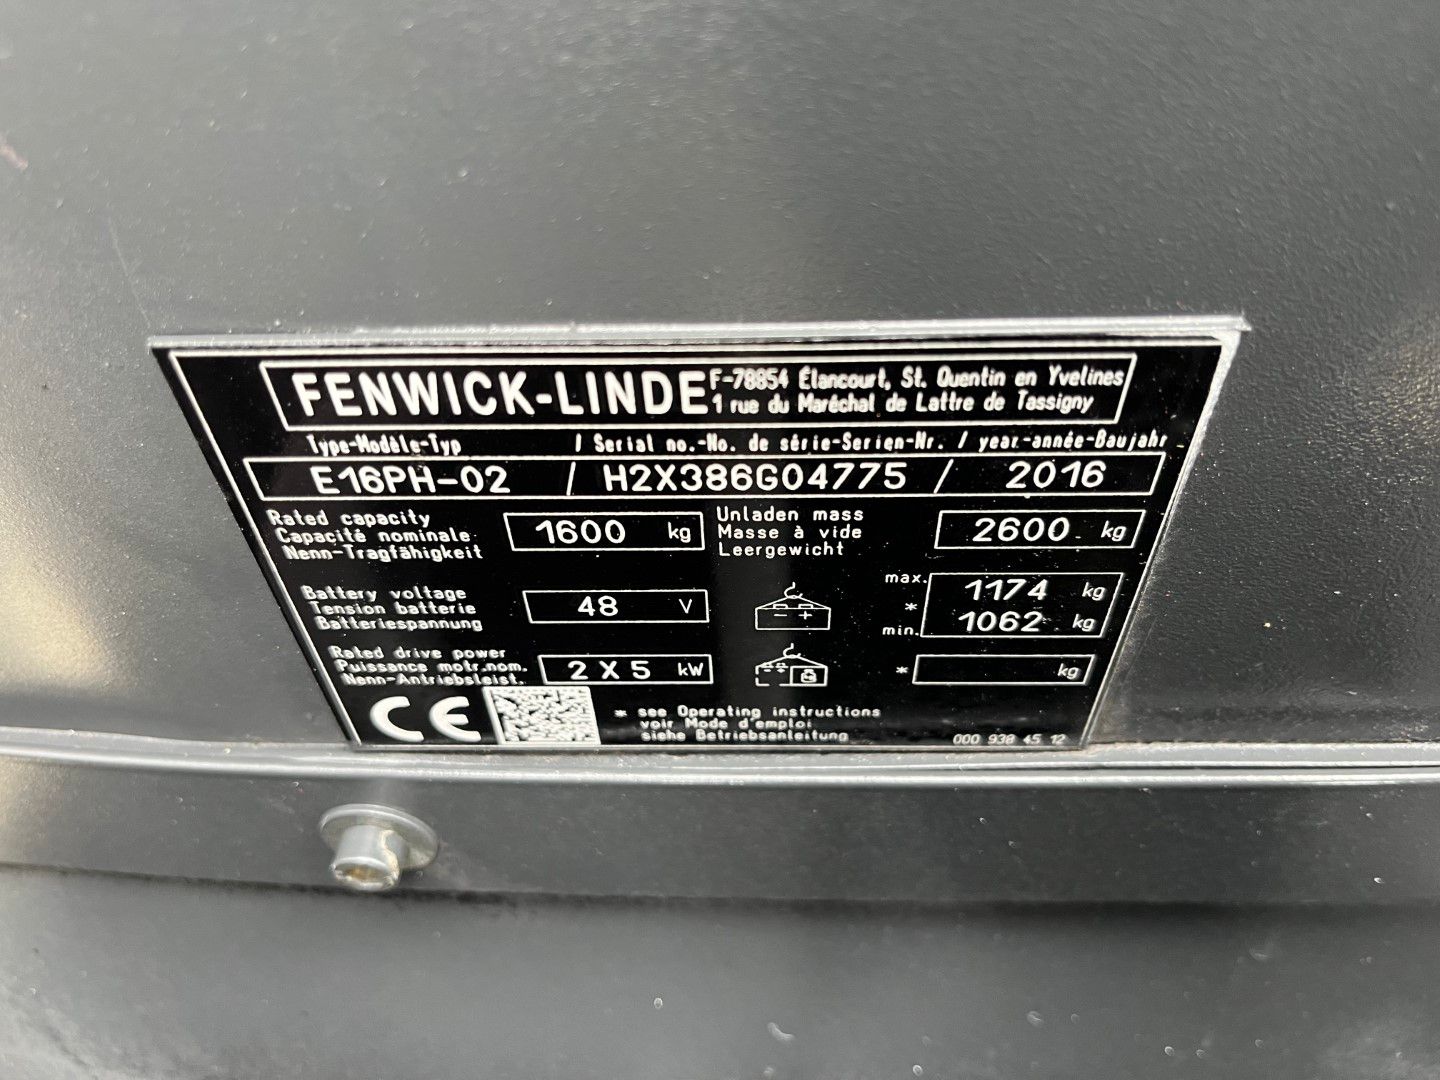 FENWICK-LINDE F-78854 Élancourt, St. Quentin en Yvelines
1 rue du Maréchal de Lattre de Tassigny
Type-Modèle-Typ / Serial no.-No. de série-Serien-Nr. / year-année-Baujahr
E16PH-02 / H2X386G04775 / 2016
Rated capacity
Capacité nominale
Nenn-Tragfähigkeit
1600 kg
Unladen mass
Masse à vide
Leergewicht
2600 kg
Battery voltage
Tension batterie
Batteriespannung
48 V
- +
max. 1174 kg
*
min. 1062 kg
Rated drive power
Puissance motr.nom.
Nenn-Antriebsleist.
2 X 5 kW
* kg
CE
* see Operating instructions
voir Mode d'emploi
siehe Betriebsanleitung
000 938 45 12